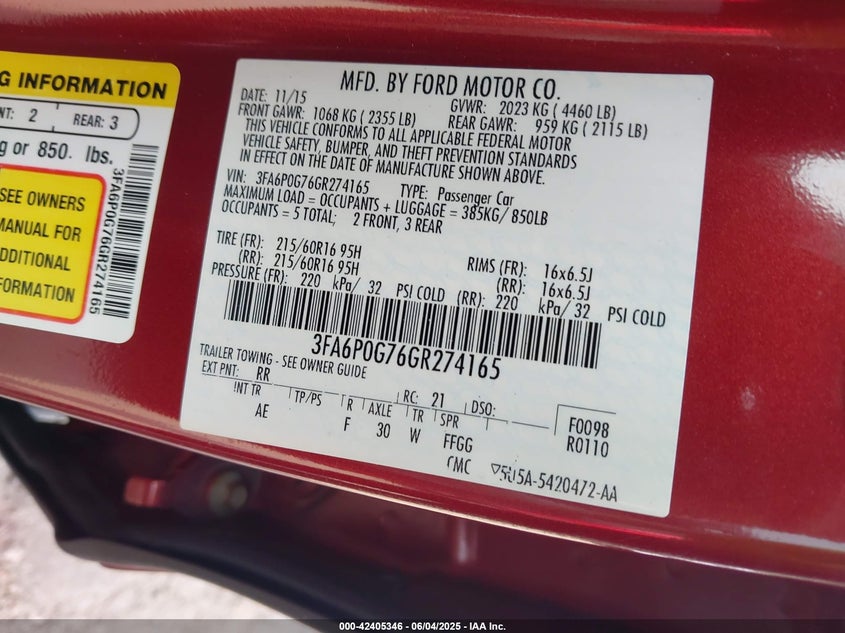 G INFORMATION
NT: 2 REAR: 3
g or 850. lbs.
SEE OWNERS
MANUAL FOR
DDITIONAL
FORMATION
3FA6P0G76GR274165
MFD. BY FORD MOTOR CO.
DATE: 11/15 GVWR: 2023 KG ( 4460 LB)
FRONT GAWR: 1068 KG ( 2355 LB) REAR GAWR: 959 KG ( 2115 LB)
THIS VEHICLE CONFORMS TO ALL APPLICABLE FEDERAL MOTOR
VEHICLE SAFETY, BUMPER, AND THEFT PREVENTION STANDARDS
IN EFFECT ON THE DATE OF MANUFACTURE SHOWN ABOVE.
VIN: 3FA6P0G76GR274165 TYPE: Passenger Car
MAXIMUM LOAD = OCCUPANTS + LUGGAGE = 385KG/ 850LB
OCCUPANTS = 5 TOTAL; 2 FRONT, 3 REAR
TIRE (FR): 215/60R16 95H RIMS (FR): 16x6.5J
(RR): 215/60R16 95H (RR): 16x6.5J
PRESSURE (FR): 220 kPa/ 32 PSI COLD (RR): 220 kPa/ 32 PSI COLD
3FA6P0G76GR274165
TRAILER TOWING - SEE OWNER GUIDE
EXT PNT: RR RC: 21 DSO:
INT TR TP/PS R AXLE TR SPR F0098
AE F 30 W FFGG R0110
CMC 5U5A-5420472-AA
000-42405346 | 06/04/2025 | IAA Inc.